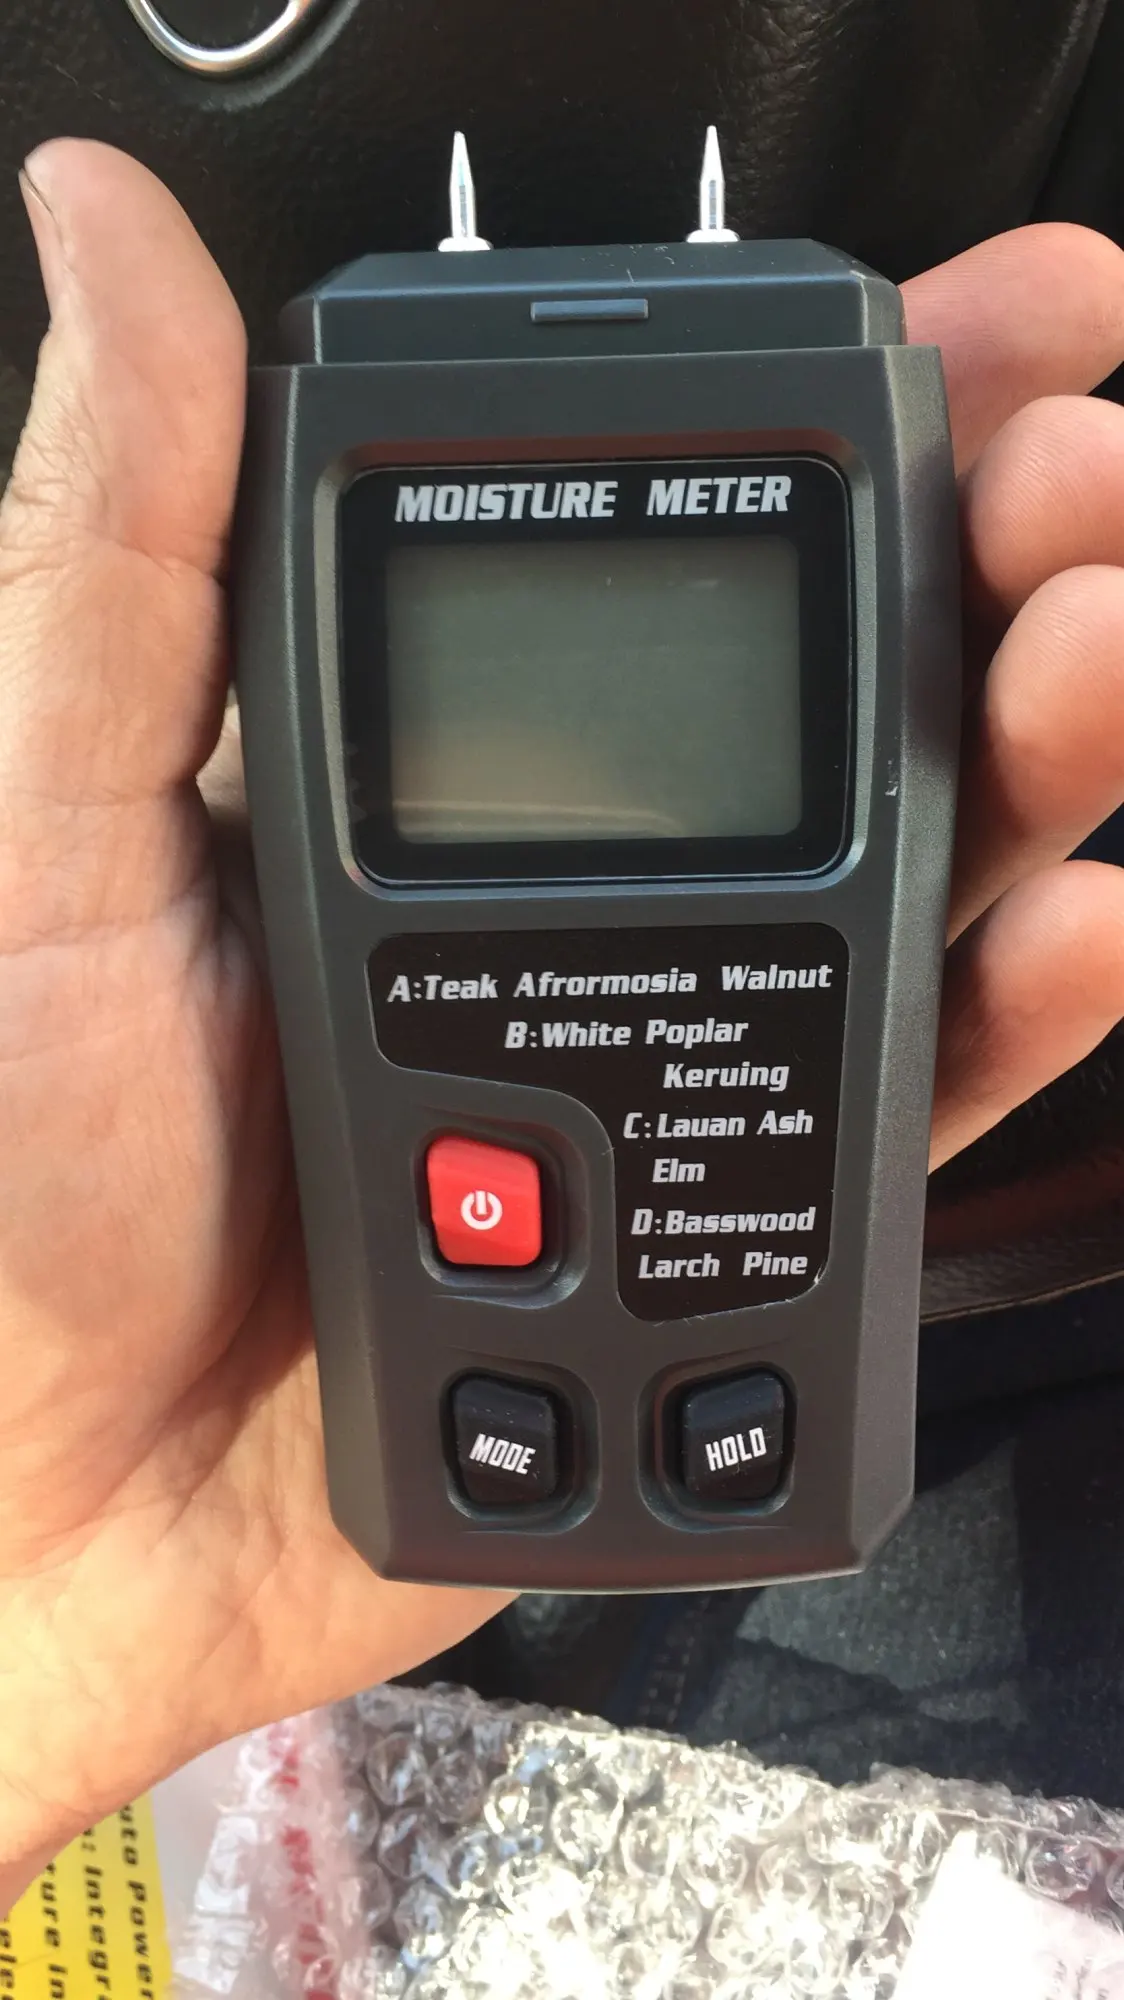 MOISTURE METER
A:Teak Afrormosia Walnut
B:White Poplar
Keruing
C:Lauan Ash
Elm
D:Basswood
Larch Pine
MODE
HOLD